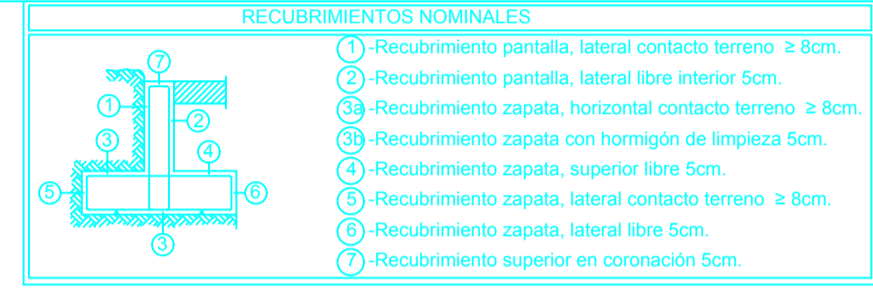 RECUBRIMIENTOS NOMINALES
1 -Recubrimiento pantalla, lateral contacto terreno ≥ 8cm.
2 -Recubrimiento pantalla, lateral libre interior 5cm.
3a -Recubrimiento zapata, horizontal contacto terreno ≥ 8cm.
3b -Recubrimiento zapata con hormigón de limpieza 5cm.
4 -Recubrimiento zapata, superior libre 5cm.
5 -Recubrimiento zapata, lateral contacto terreno ≥ 8cm.
6 -Recubrimiento zapata, lateral libre 5cm.
7 -Recubrimiento superior en coronación 5cm.
7
1
2
3
4
5
6
3